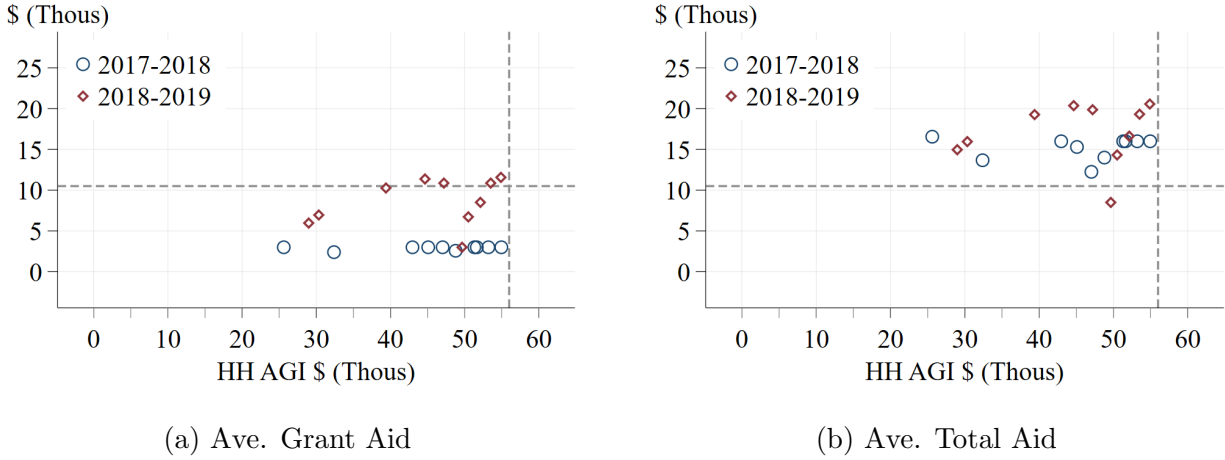 $ (Thous)
2017-2018
2018-2019
25
20
15
10
5
0
0 10 20 30 40 50 60
HH AGI $ (Thous)
(a) Ave. Grant Aid
$ (Thous)
2017-2018
2018-2019
25
20
15
10
5
0
0 10 20 30 40 50 60
HH AGI $ (Thous)
(b) Ave. Total Aid